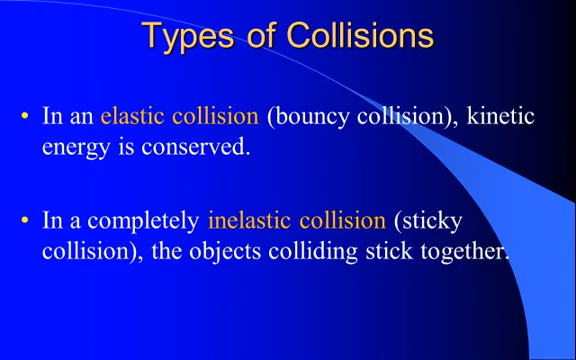 Types of Collisions
• In an elastic collision (bouncy collision), kinetic
energy is conserved.
• In a completely inelastic collision (sticky
collision), the objects colliding stick together.